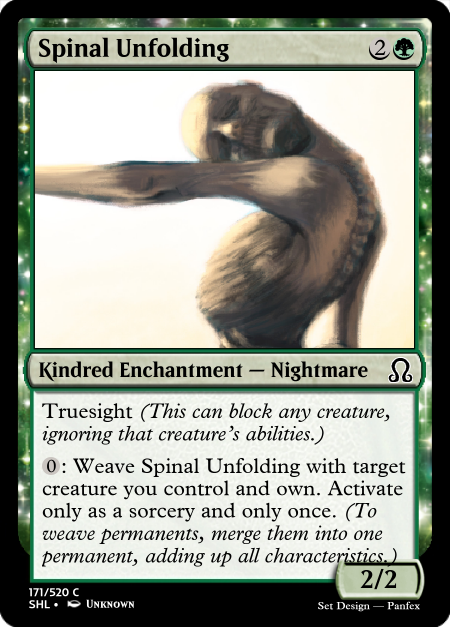 Spinal Unfolding 2
Kindred Enchantment — Nightmare
Truesight (This can block any creature,
ignoring that creature's abilities.)
0: Weave Spinal Unfolding with target
creature you control and own. Activate
only as a sorcery and only once. (To
weave permanents, merge them into one
permanent, adding up all characteristics.)
2/2
171/520 C
SHL • Unknown
Set Design — Panfex